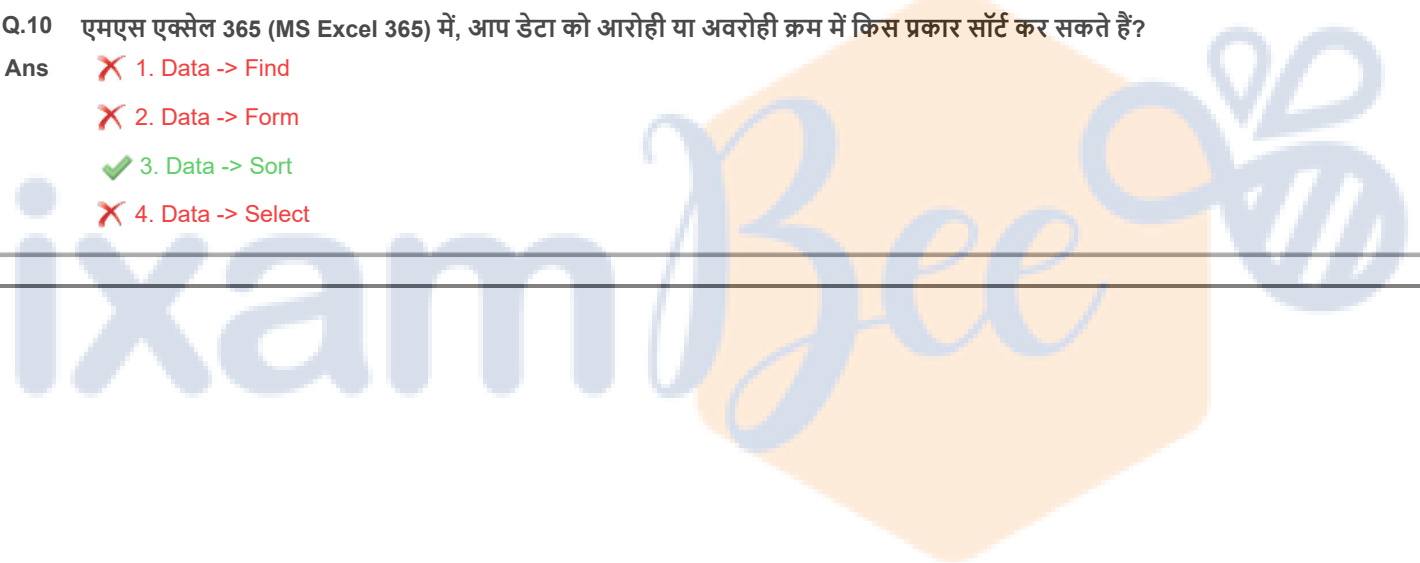 Q.10 एमएस एक्सेल 365 (MS Excel 365) में, आप डेटा को आरोही या अवरोही क्रम में किस प्रकार सॉर्ट कर सकते हैं?
Ans 1. Data -> Find
2. Data -> Form
3. Data -> Sort
4. Data -> Select
ixamBee